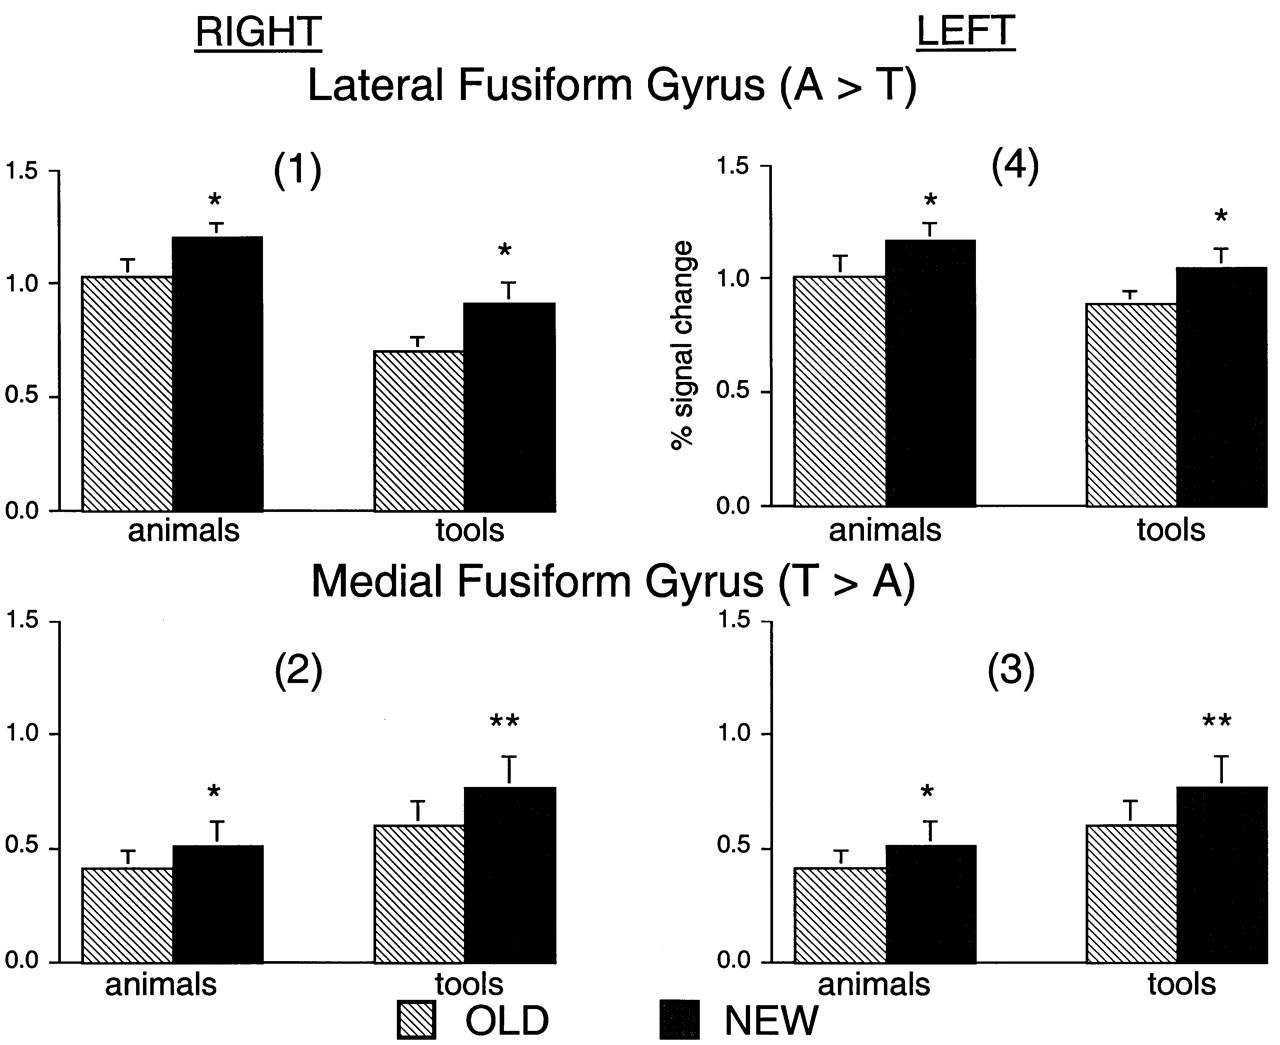 RIGHT LEFT
Lateral Fusiform Gyrus (A > T)
(1) (4)
1.5 * * 1.5 * *
1.0 1.0
% signal change
0.5 0.5
0.0 0.0
animals tools animals tools
Medial Fusiform Gyrus (T > A)
1.5 1.5
(2) (3)
1.0 ** 1.0 **
* *
0.5 0.5
0.0 0.0
animals tools animals tools
OLD NEW